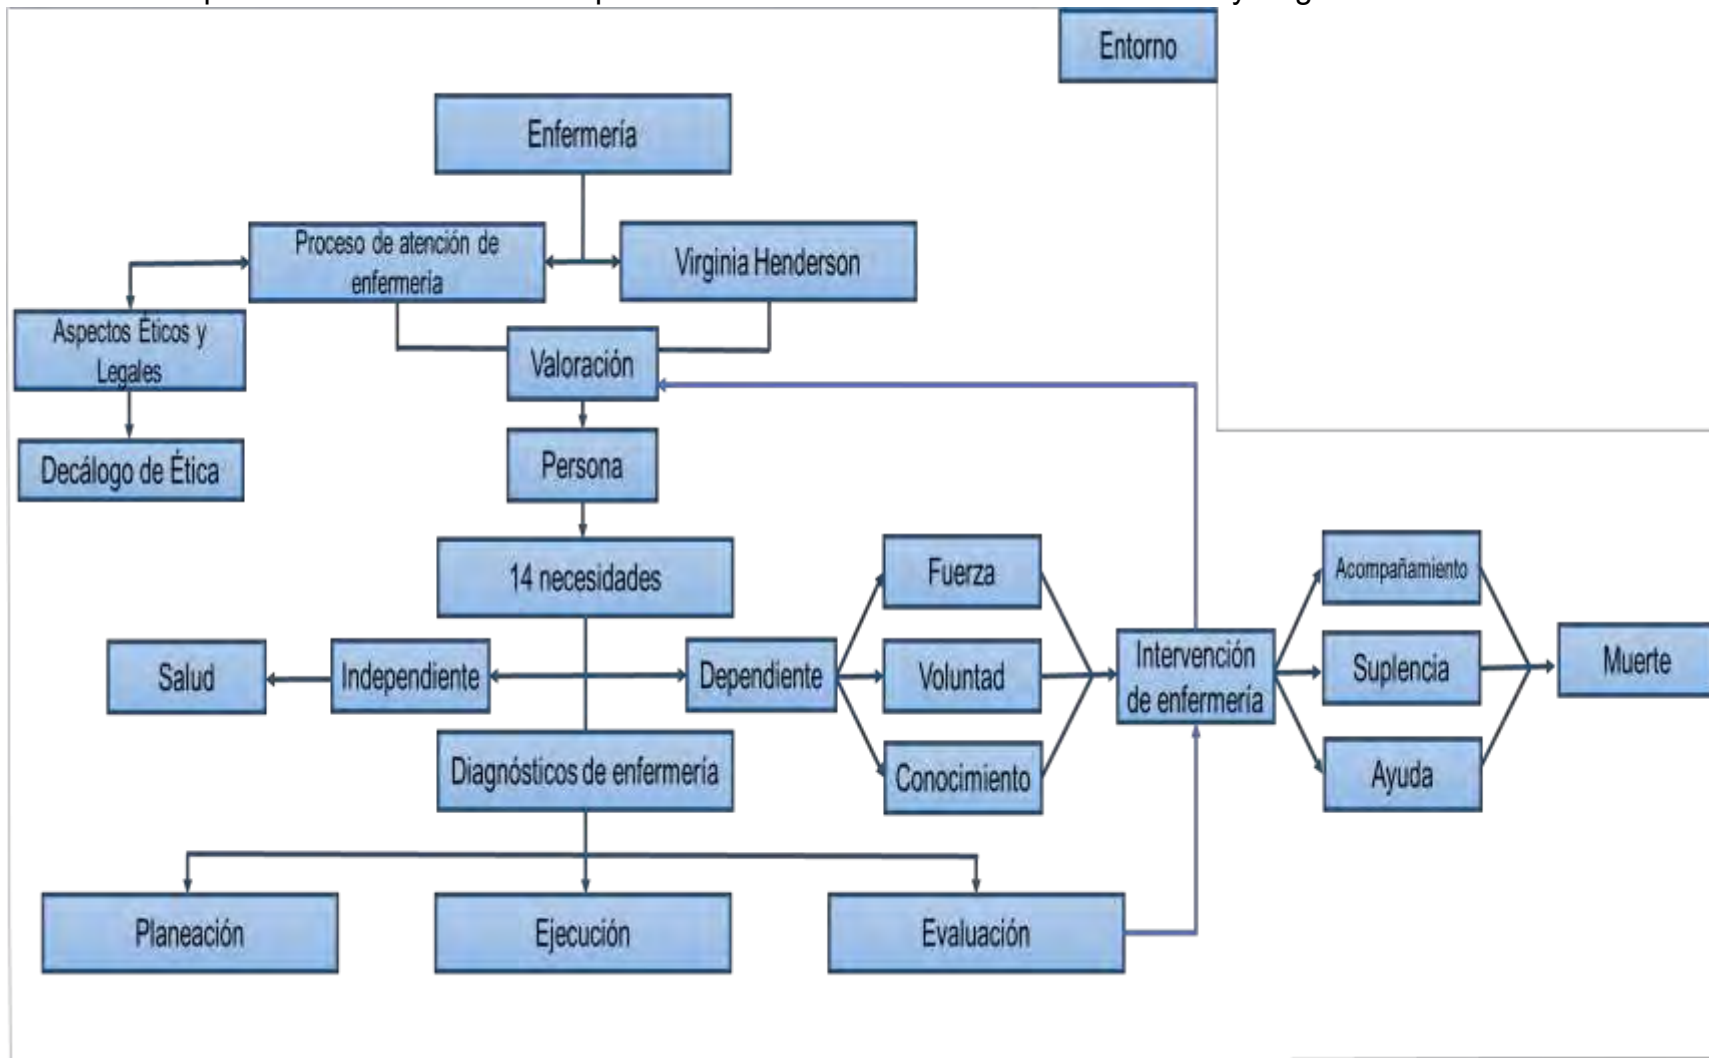 Entorno
Enfermería
Proceso de atención de
enfermería
Virginia Henderson
Aspectos Éticos y
Legales
Valoración
Decálogo de Ética
Persona
14 necesidades
Fuerza
Acompañamiento
Salud
Independiente
Dependiente
Voluntad
Intervención
de enfermería
Suplencia
Muerte
Diagnósticos de enfermería
Conocimiento
Ayuda
Planeación
Ejecución
Evaluación